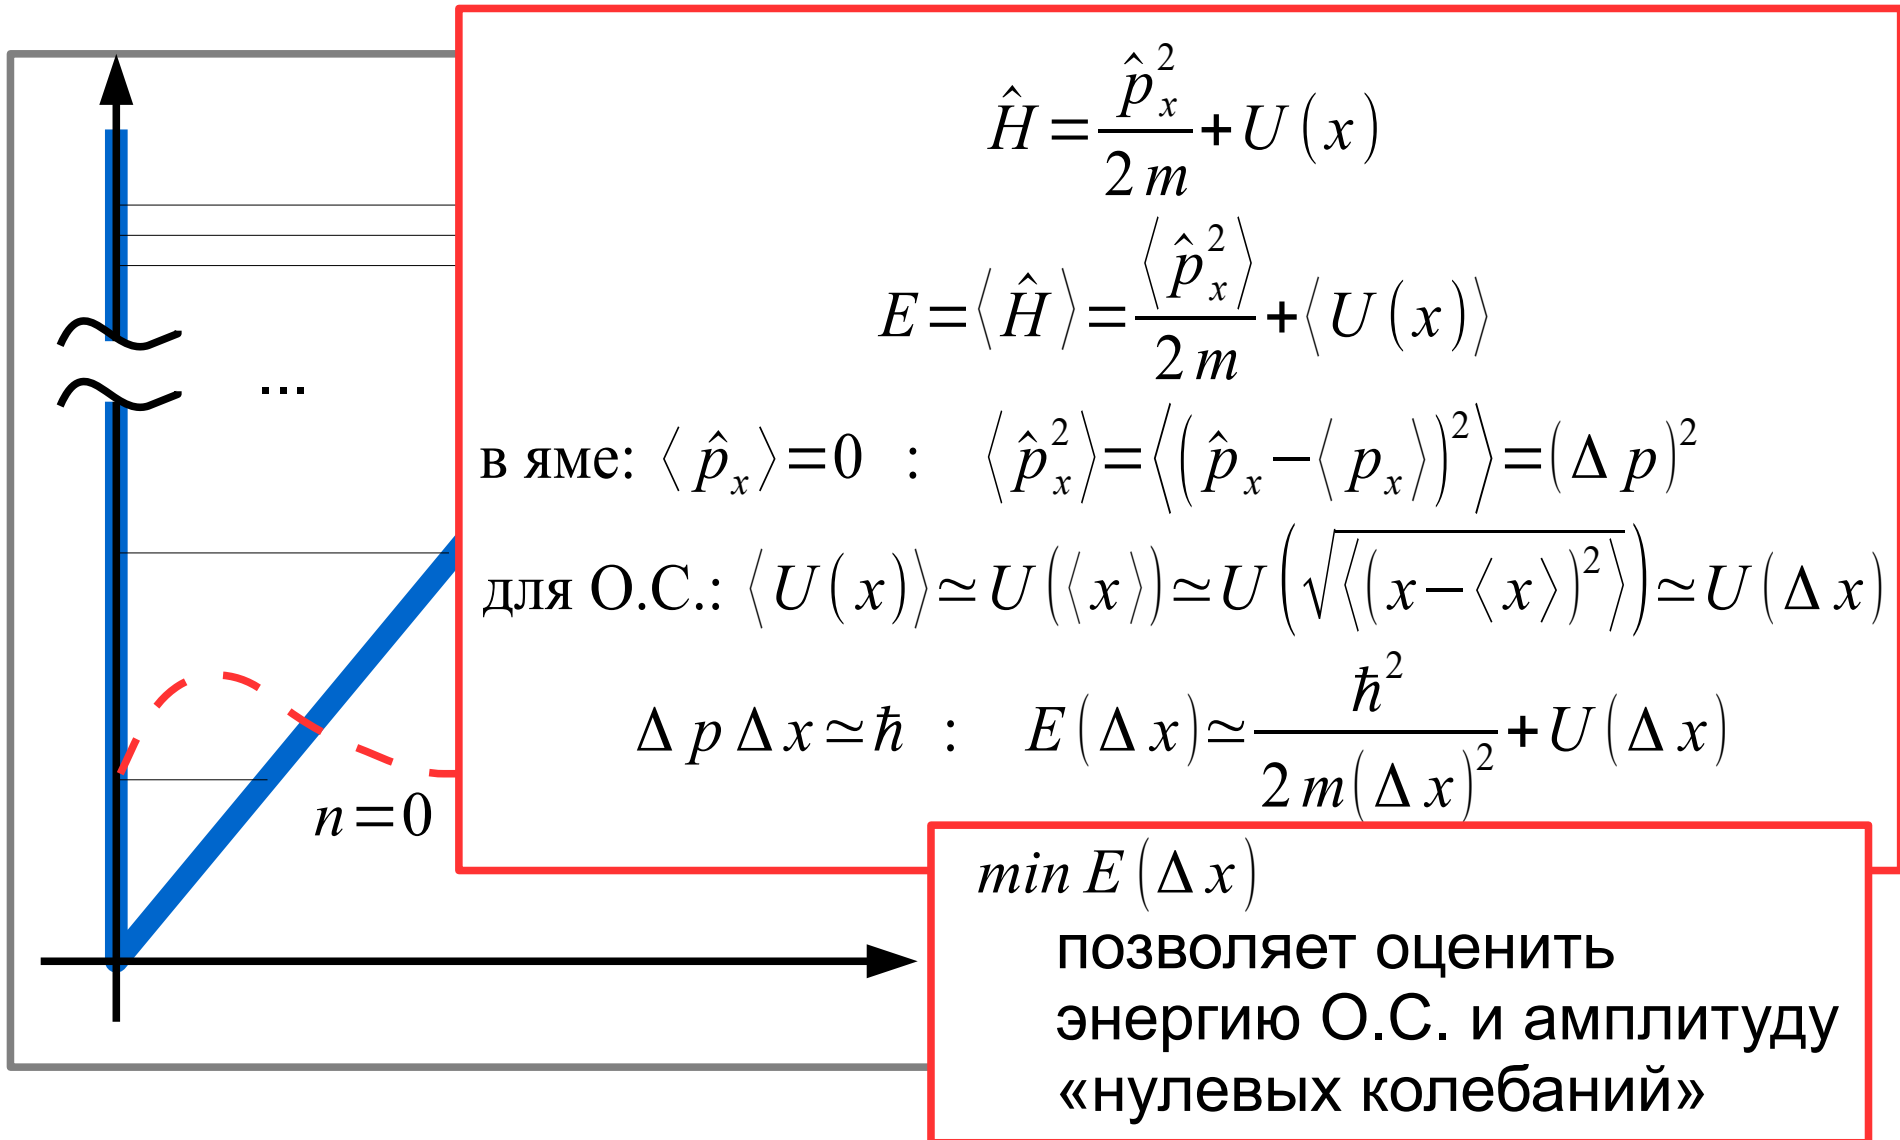 Ĥ = p̂ₓ² / 2m + U(x)
E = ⟨Ĥ⟩ = ⟨p̂ₓ²⟩ / 2m + ⟨U(x)⟩
...
в яме: ⟨p̂ₓ⟩=0 : ⟨p̂ₓ²⟩=⟨(p̂ₓ−⟨pₓ⟩)²⟩=(Δp)²
для О.С.: ⟨U(x)⟩≃U(⟨x⟩)≃U(√⟨(x−⟨x⟩)²⟩)≃U(Δx)
Δp Δx≃ħ : E(Δx)≃ħ² / 2m(Δx)² + U(Δx)
n=0
min E(Δx)
позволяет оценить
энергию О.С. и амплитуду
«нулевых колебаний»